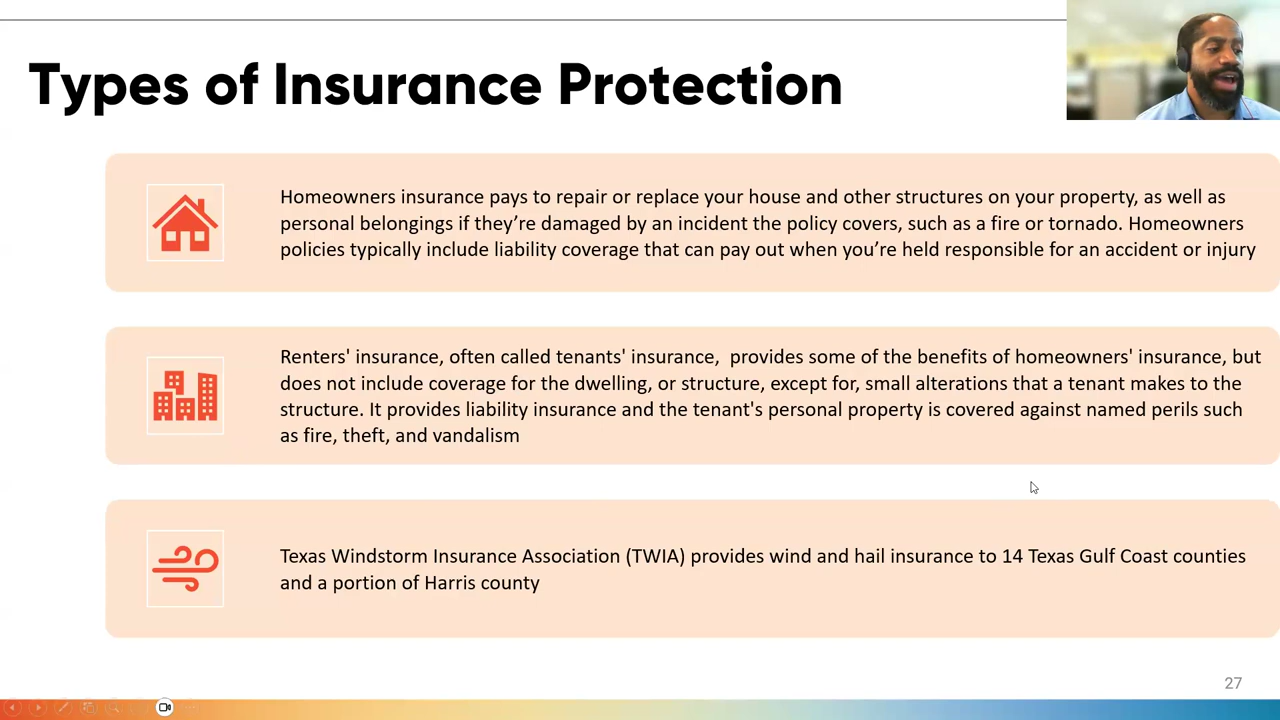 Types of Insurance Protection
Homeowners insurance pays to repair or replace your house and other structures on your property, as well as
personal belongings if they’re damaged by an incident the policy covers, such as a fire or tornado. Homeowners
policies typically include liability coverage that can pay out when you’re held responsible for an accident or injury
Renters' insurance, often called tenants' insurance,  provides some of the benefits of homeowners' insurance, but
does not include coverage for the dwelling, or structure, except for, small alterations that a tenant makes to the
structure. It provides liability insurance and the tenant's personal property is covered against named perils such
as fire, theft, and vandalism
Texas Windstorm Insurance Association (TWIA) provides wind and hail insurance to 14 Texas Gulf Coast counties
and a portion of Harris county
27